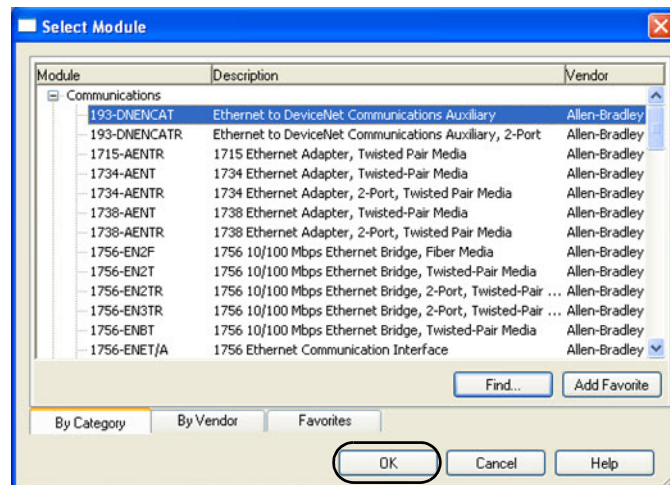 Select Module
Module Description Vendor
Communications
193-DNENCAT Ethernet to DeviceNet Communications Auxiliary Allen-Bradley
193-DNENCATR Ethernet to DeviceNet Communications Auxiliary, 2-Port Allen-Bradley
1715-AENTR 1715 Ethernet Adapter, Twisted Pair Media Allen-Bradley
1734-AENT 1734 Ethernet Adapter, Twisted-Pair Media Allen-Bradley
1734-AENTR 1734 Ethernet Adapter, 2-Port, Twisted Pair Media Allen-Bradley
1738-AENT 1738 Ethernet Adapter, Twisted-Pair Media Allen-Bradley
1738-AENTR 1738 Ethernet Adapter, 2-Port, Twisted Pair Media Allen-Bradley
1756-EN2F 1756 10/100 Mbps Ethernet Bridge, Fiber Media Allen-Bradley
1756-EN2T 1756 10/100 Mbps Ethernet Bridge, Twisted-Pair Media Allen-Bradley
1756-EN2TR 1756 10/100 Mbps Ethernet Bridge, 2-Port, Twisted-Pair ... Allen-Bradley
1756-EN3TR 1756 10/100 Mbps Ethernet Bridge, 2-Port, Twisted-Pair ... Allen-Bradley
1756-ENBT 1756 10/100 Mbps Ethernet Bridge, Twisted-Pair Media Allen-Bradley
1756-ENET/A 1756 Ethernet Communication Interface Allen-Bradley
Find... Add Favorite
By Category By Vendor Favorites
OK Cancel Help